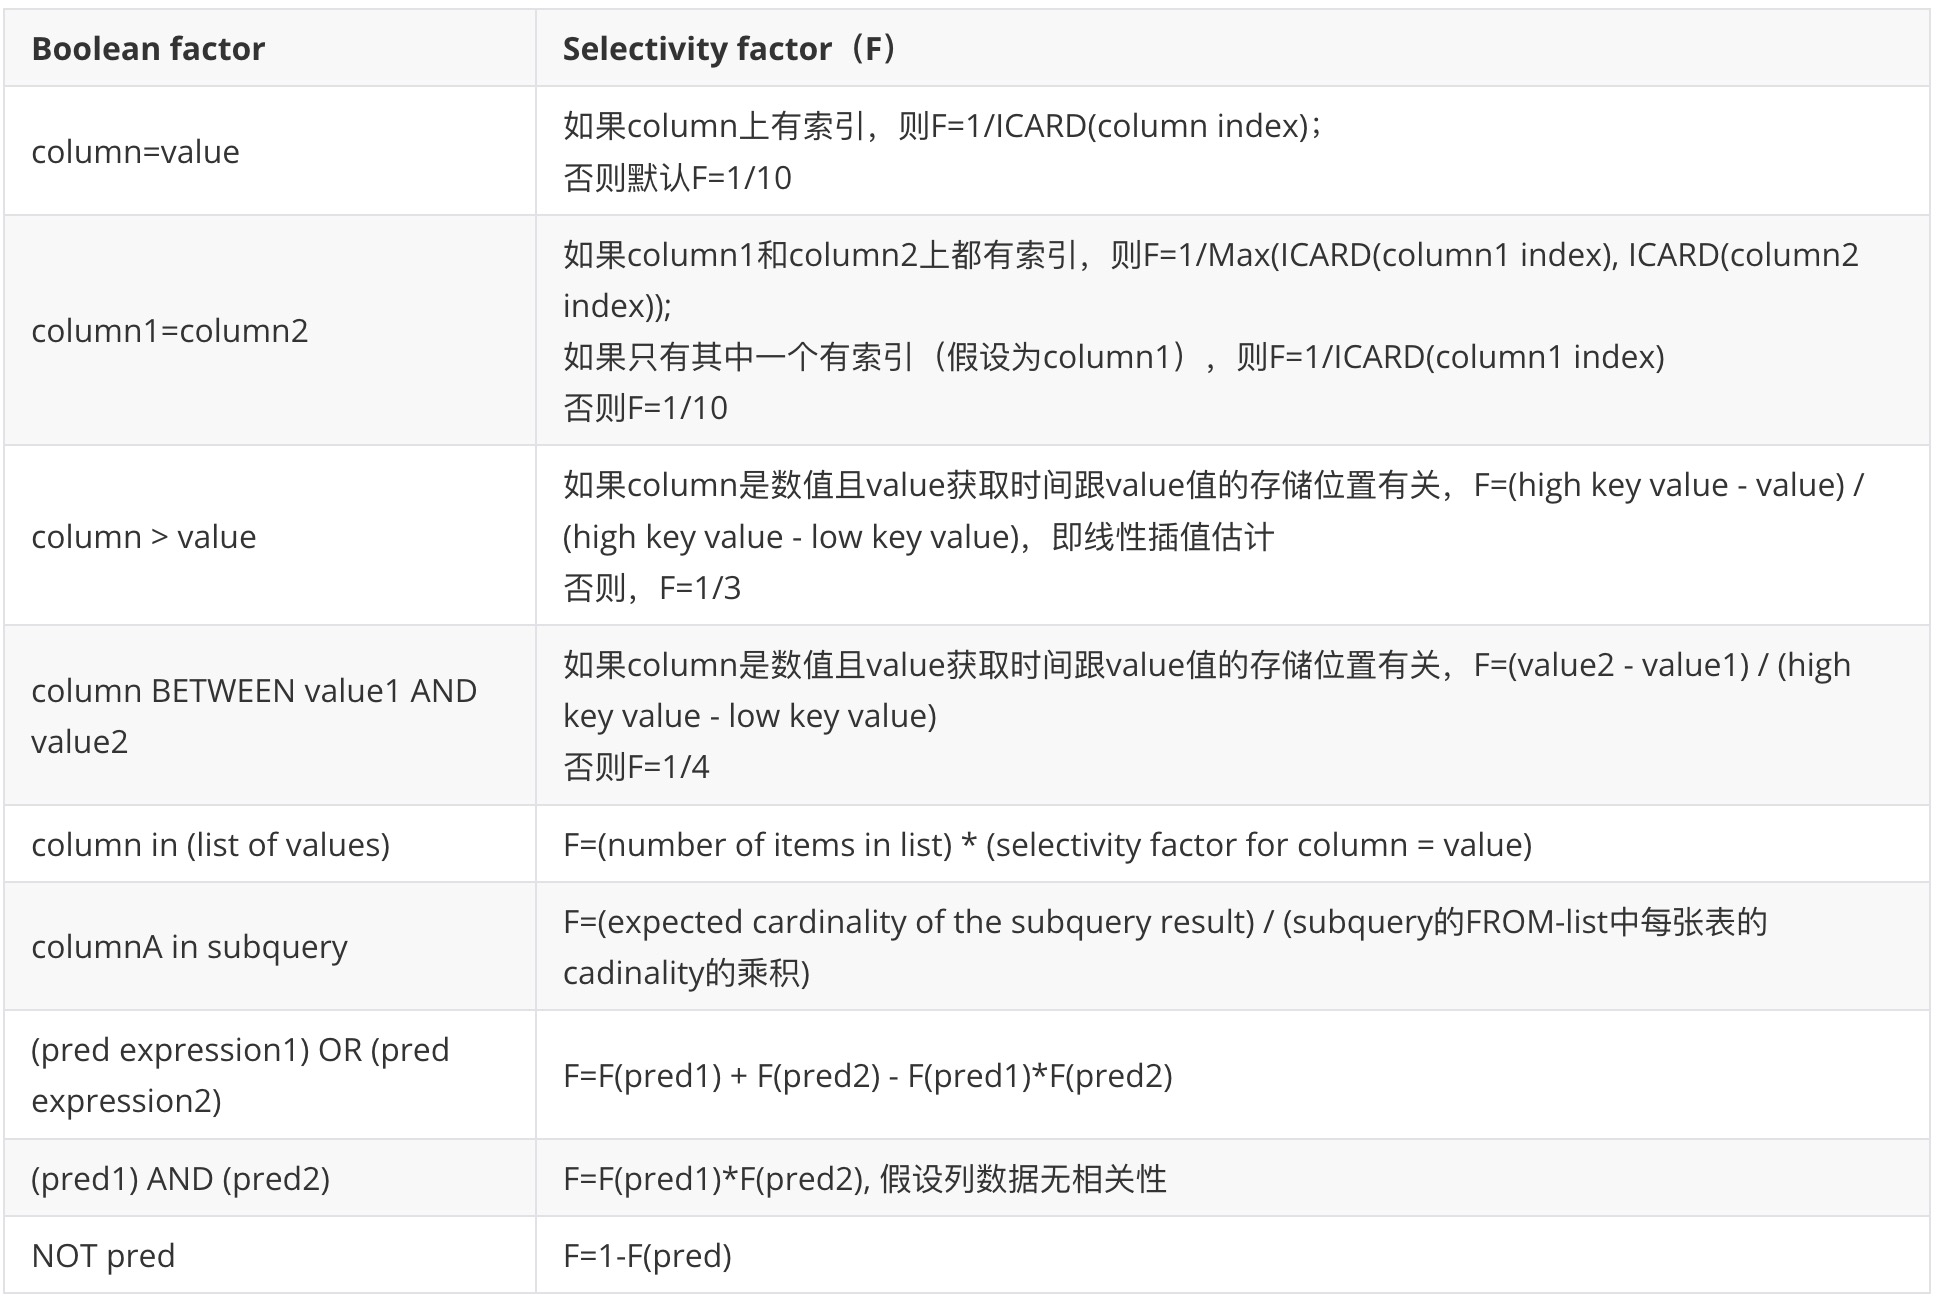 Boolean factor
Selectivity factor（F）
column=value
如果column上有索引，则F=1/ICARD(column index)；
否则默认F=1/10
column1=column2
如果column1和column2上都有索引，则F=1/Max(ICARD(column1 index), ICARD(column2
index));
如果只有其中一个有索引（假设为column1），则F=1/ICARD(column1 index)
否则F=1/10
column > value
如果column是数值且value获取时间跟value值的存储位置有关，F=(high key value - value) /
(high key value - low key value)，即线性插值估计
否则，F=1/3
column BETWEEN value1 AND
value2
如果column是数值且value获取时间跟value值的存储位置有关，F=(value2 - value1) / (high
key value - low key value)
否则F=1/4
column in (list of values)
F=(number of items in list) * (selectivity factor for column = value)
columnA in subquery
F=(expected cardinality of the subquery result) / (subquery的FROM-list中每张表的
cadinality的乘积)
(pred expression1) OR (pred
expression2)
F=F(pred1) + F(pred2) - F(pred1)*F(pred2)
(pred1) AND (pred2)
F=F(pred1)*F(pred2), 假设列数据无相关性
NOT pred
F=1-F(pred)